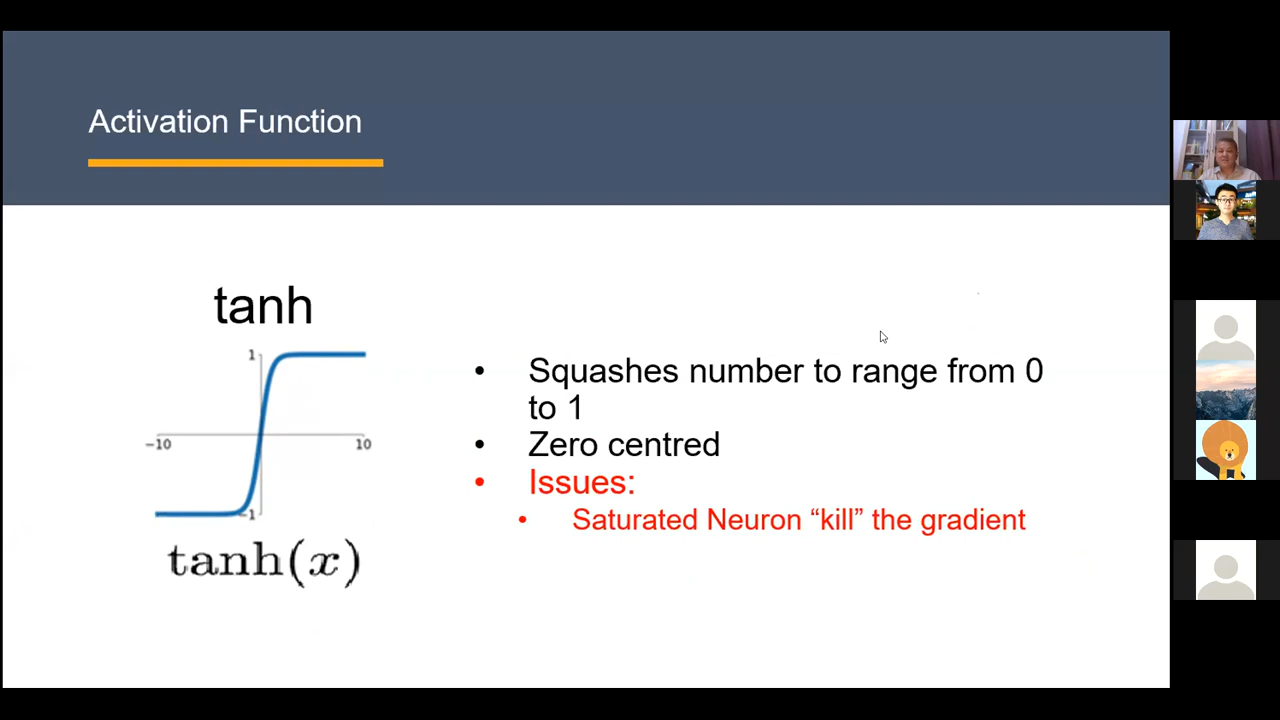 Activation Function
tanh
1
−10
10
−1
tanh(x)
• Squashes number to range from 0
to 1
• Zero centred
• Issues:
• Saturated Neuron “kill” the gradient